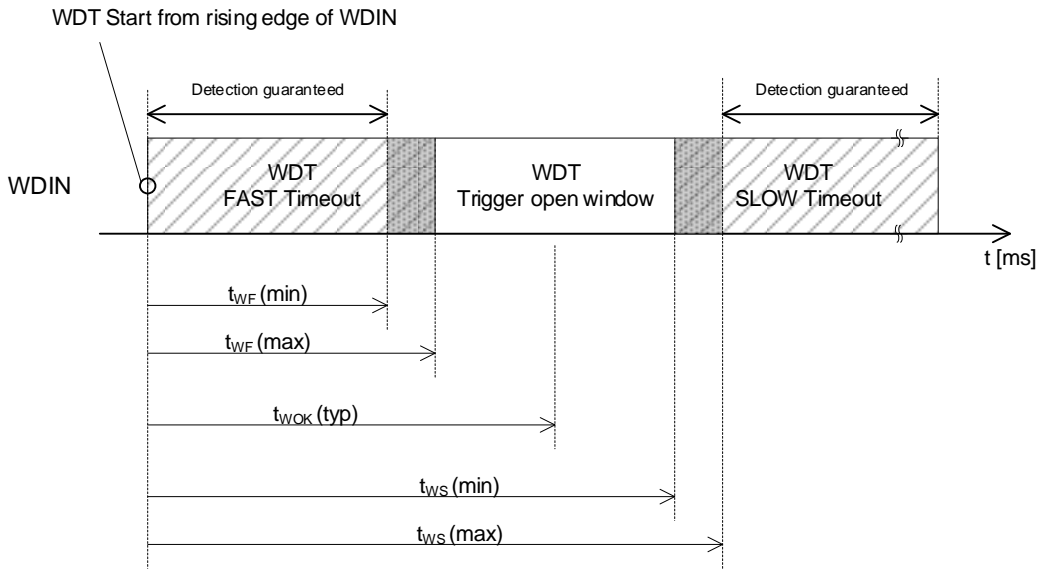 WDT Start from rising edge of WDIN
Detection guaranteed
Detection guaranteed
WDIN
WDT
FAST Timeout
WDT
Trigger open window
WDT
SLOW Timeout
t [ms]
tWF (min)
tWF (max)
tWOK (typ)
tWS (min)
tWS (max)